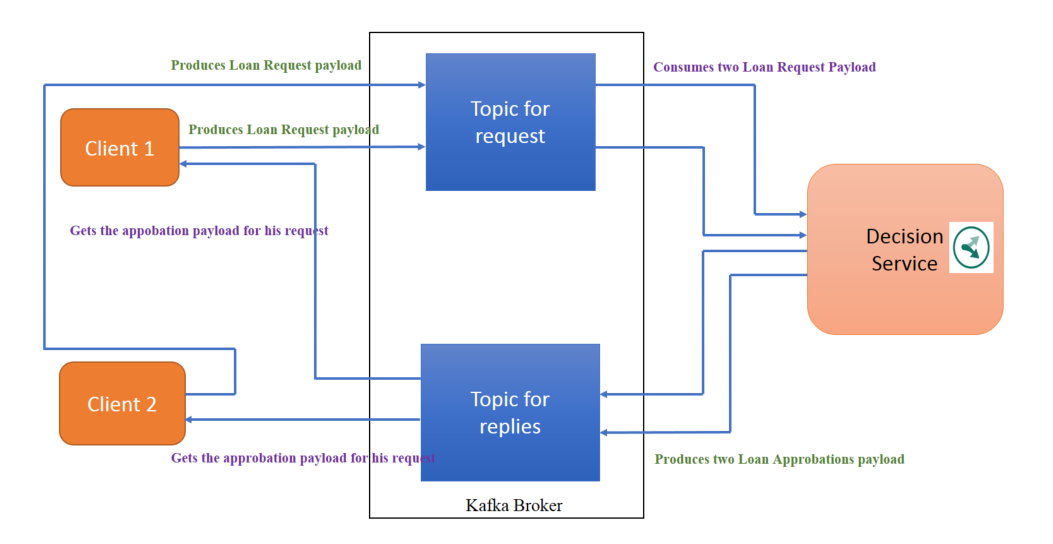 Produces Loan Request payload
Consumes two Loan Request Payload
Topic for
request
Client 1
Produces Loan Request payload
Gets the appobation payload for his request
Decision
Service
Client 2
Topic for
replies
Gets the approbation payload for his request
Produces two Loan Approbations payload
Kafka Broker